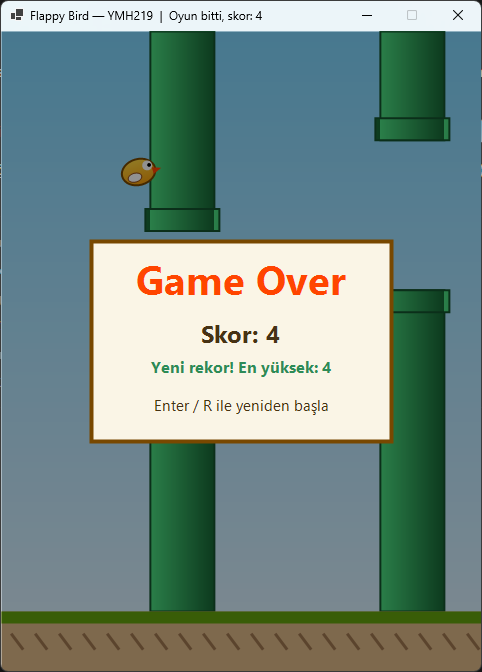 Flappy Bird — YMH219 | Oyun bitti, skor: 4
Game Over
Skor: 4
Yeni rekor! En yüksek: 4
Enter / R ile yeniden başla